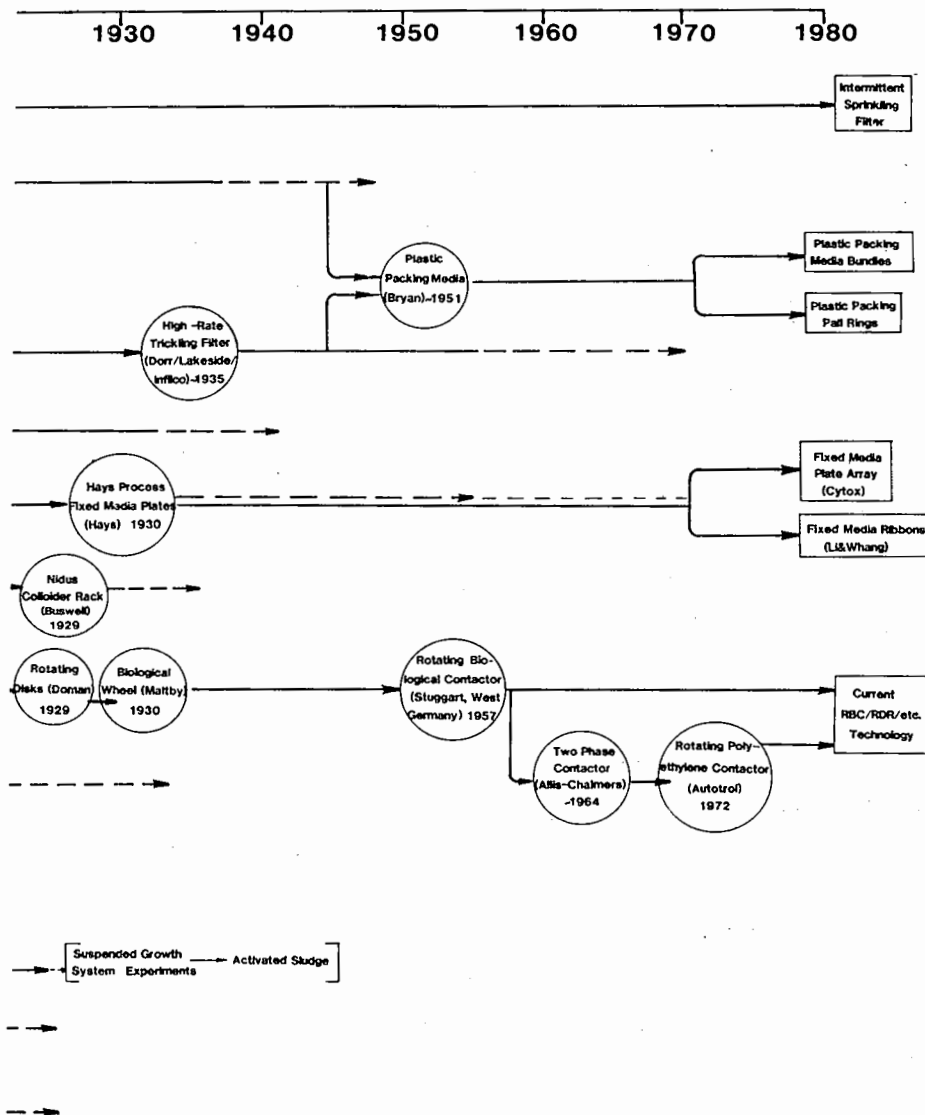 1930 1940 1950 1960 1970 1980
Intermittent
Sprinkling
Filter
Plastic
Packing Media
(Bryan)~1951
Plastic Packing
Media Bundles
Plastic Packing
Pall Rings
High-Rate
Trickling Filter
(Dorr/Lakeside/
Infilco)~1935
Hays Process
Fixed Media Plates
(Hays) 1930
Fixed Media
Plate Array
(Cytox)
Fixed Media Ribbons
(Li&Whang)
Nidus
Colloider Rack
(Buswell)
1929
Rotating
Disks (Doman)
1929
Biological
Wheel (Maltby)
1930
Rotating Bio-
logical Contactor
(Stuggart, West
Germany) 1957
Current
RBC/RDR/etc.
Technology
Two Phase
Contactor
(Allis-Chalmers)
~1964
Rotating Poly-
ethylene Contactor
(Autotrol)
1972
Suspended Growth
System Experiments
Activated Sludge